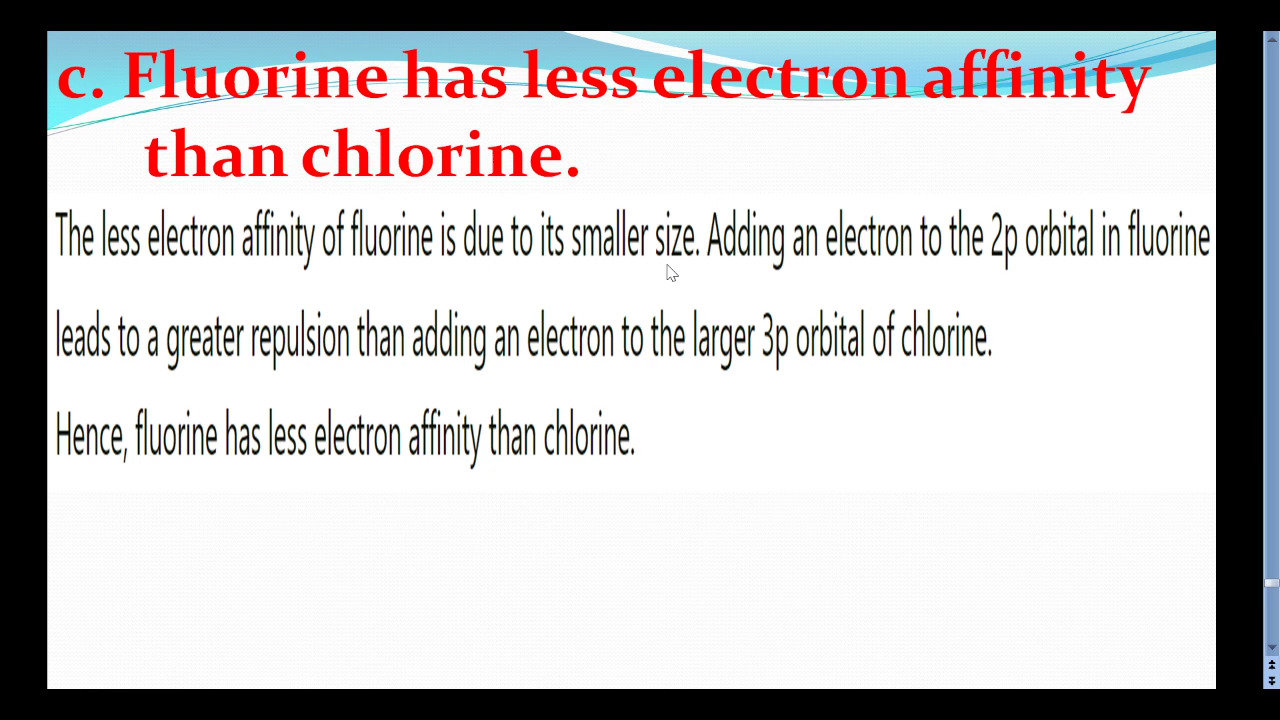 c. Fluorine has less electron affinity
than chlorine.
The less electron affinity of fluorine is due to its smaller size. Adding an electron to the 2p orbital in fluorine
leads to a greater repulsion than adding an electron to the larger 3p orbital of chlorine.
Hence, fluorine has less electron affinity than chlorine.